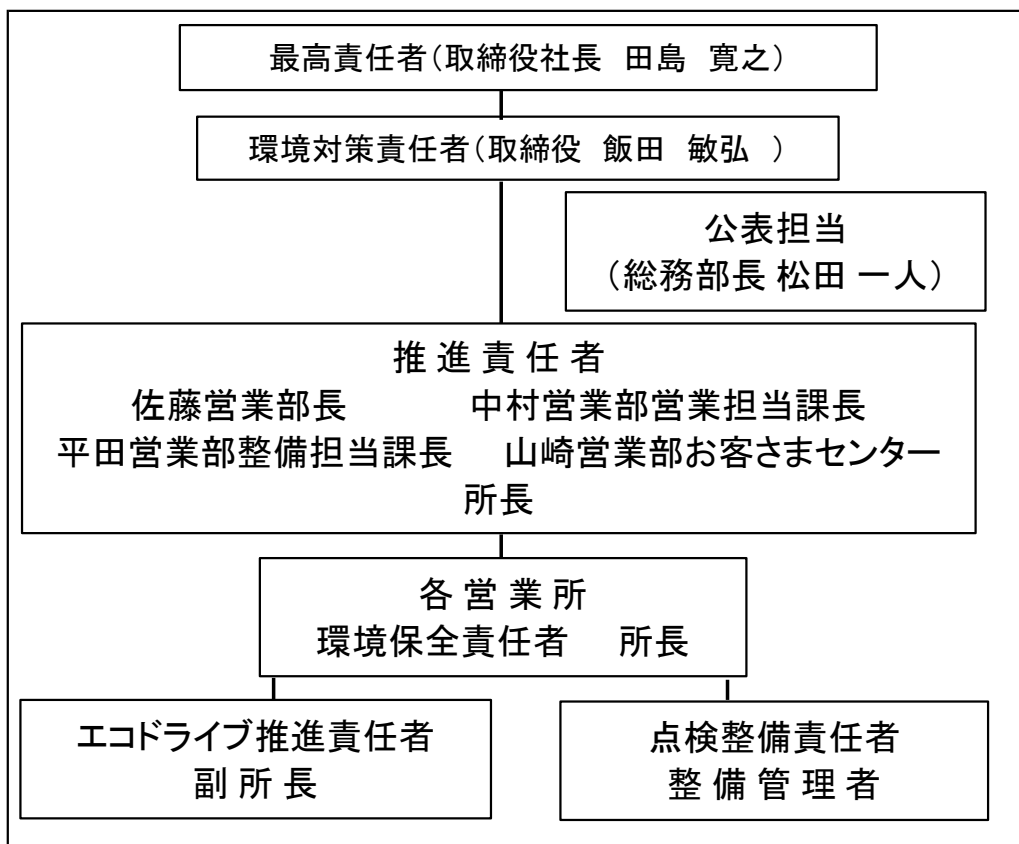 最高責任者（取締役社長　田島　寛之）
環境対策責任者（取締役　飯田　敏弘　）
公表担当
（総務部長 松田 一人）
推 進 責 任 者
佐藤営業部長　　　中村営業部営業担当課長
平田営業部整備担当課長　山崎営業部お客さまセンター
所長
各 営 業 所
環境保全責任者　所長
エコドライブ推進責任者
副 所 長
点検整備責任者
整 備 管 理 者